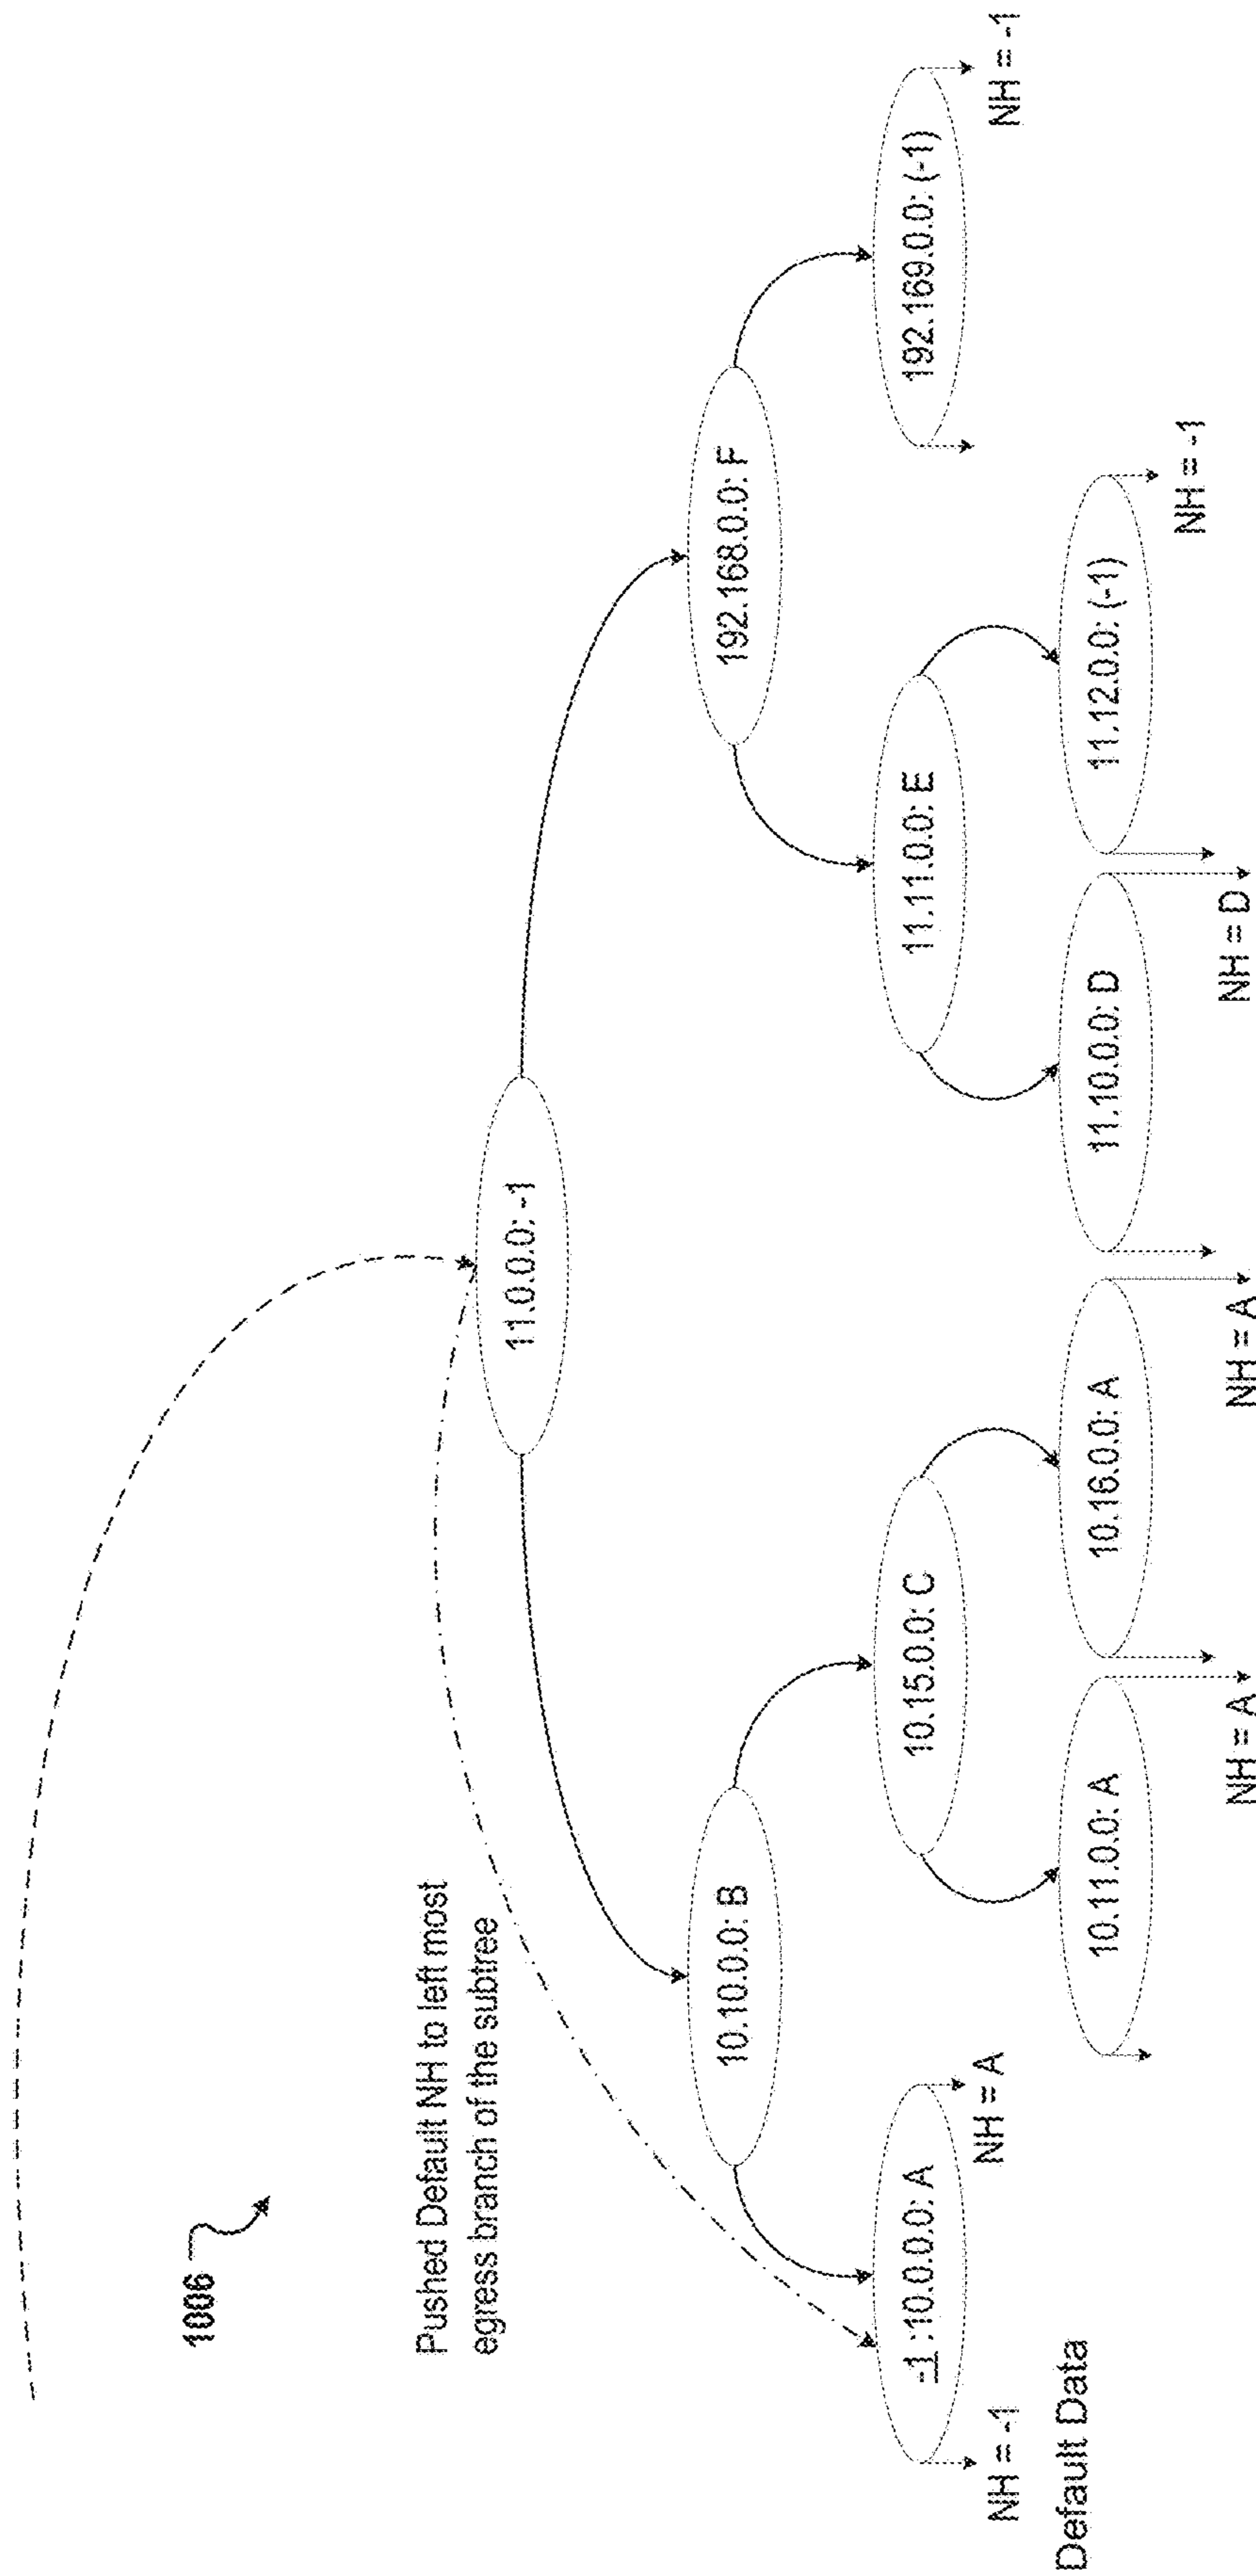 1006
Pushed Default NH to left most
egress branch of the subtree
11.0.0.0: -1
10.10.0.0: B
192.168.0.0: F
-1 :10.0.0.0: A
10.15.0.0: C
11.11.0.0: E
192.169.0.0: (-1)
NH = -1
NH = A
NH = -1
Default Data
10.11.0.0: A
10.16.0.0: A
11.10.0.0: D
11.12.0.0: (-1)
NH = A
NH = A
NH = D
NH = -1